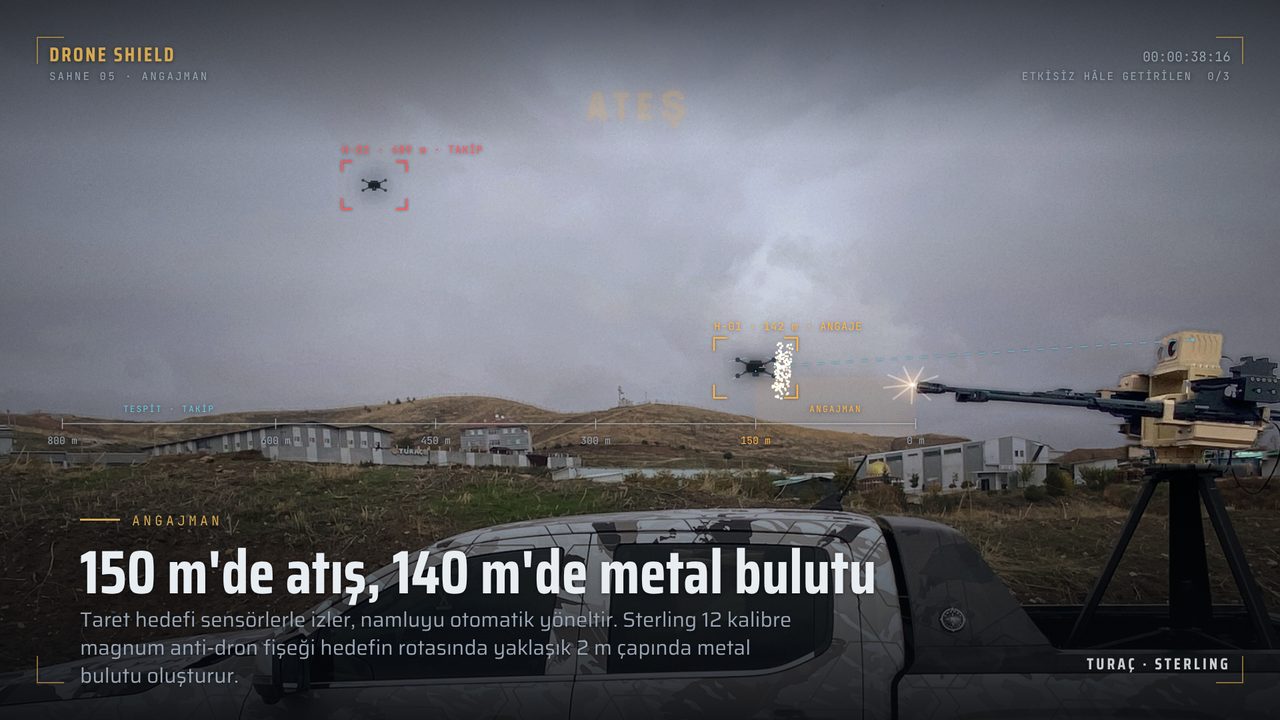 DRONE SHIELD
SAHNE 05 · ANGAJMAN
00:00:38:16
ETKİSİZ HÂLE GETİRİLEN 0/3
ATEŞ
m · TAKİP
H-01 · 142 m · ANGAJE
TESPİT · TAKİP
ANGAJMAN
800 m
600 m
450 m
300 m
150 m
0 m
TURAÇ
ANGAJMAN
150 m'de atış, 140 m'de metal bulutu
Taret hedefi sensörlerle izler, namluyu otomatik yöneltir. Sterling 12 kalibre
magnum anti-dron fişeği hedefin rotasında yaklaşık 2 m çapında metal
bulutu oluşturur.
TURAÇ · STERLING